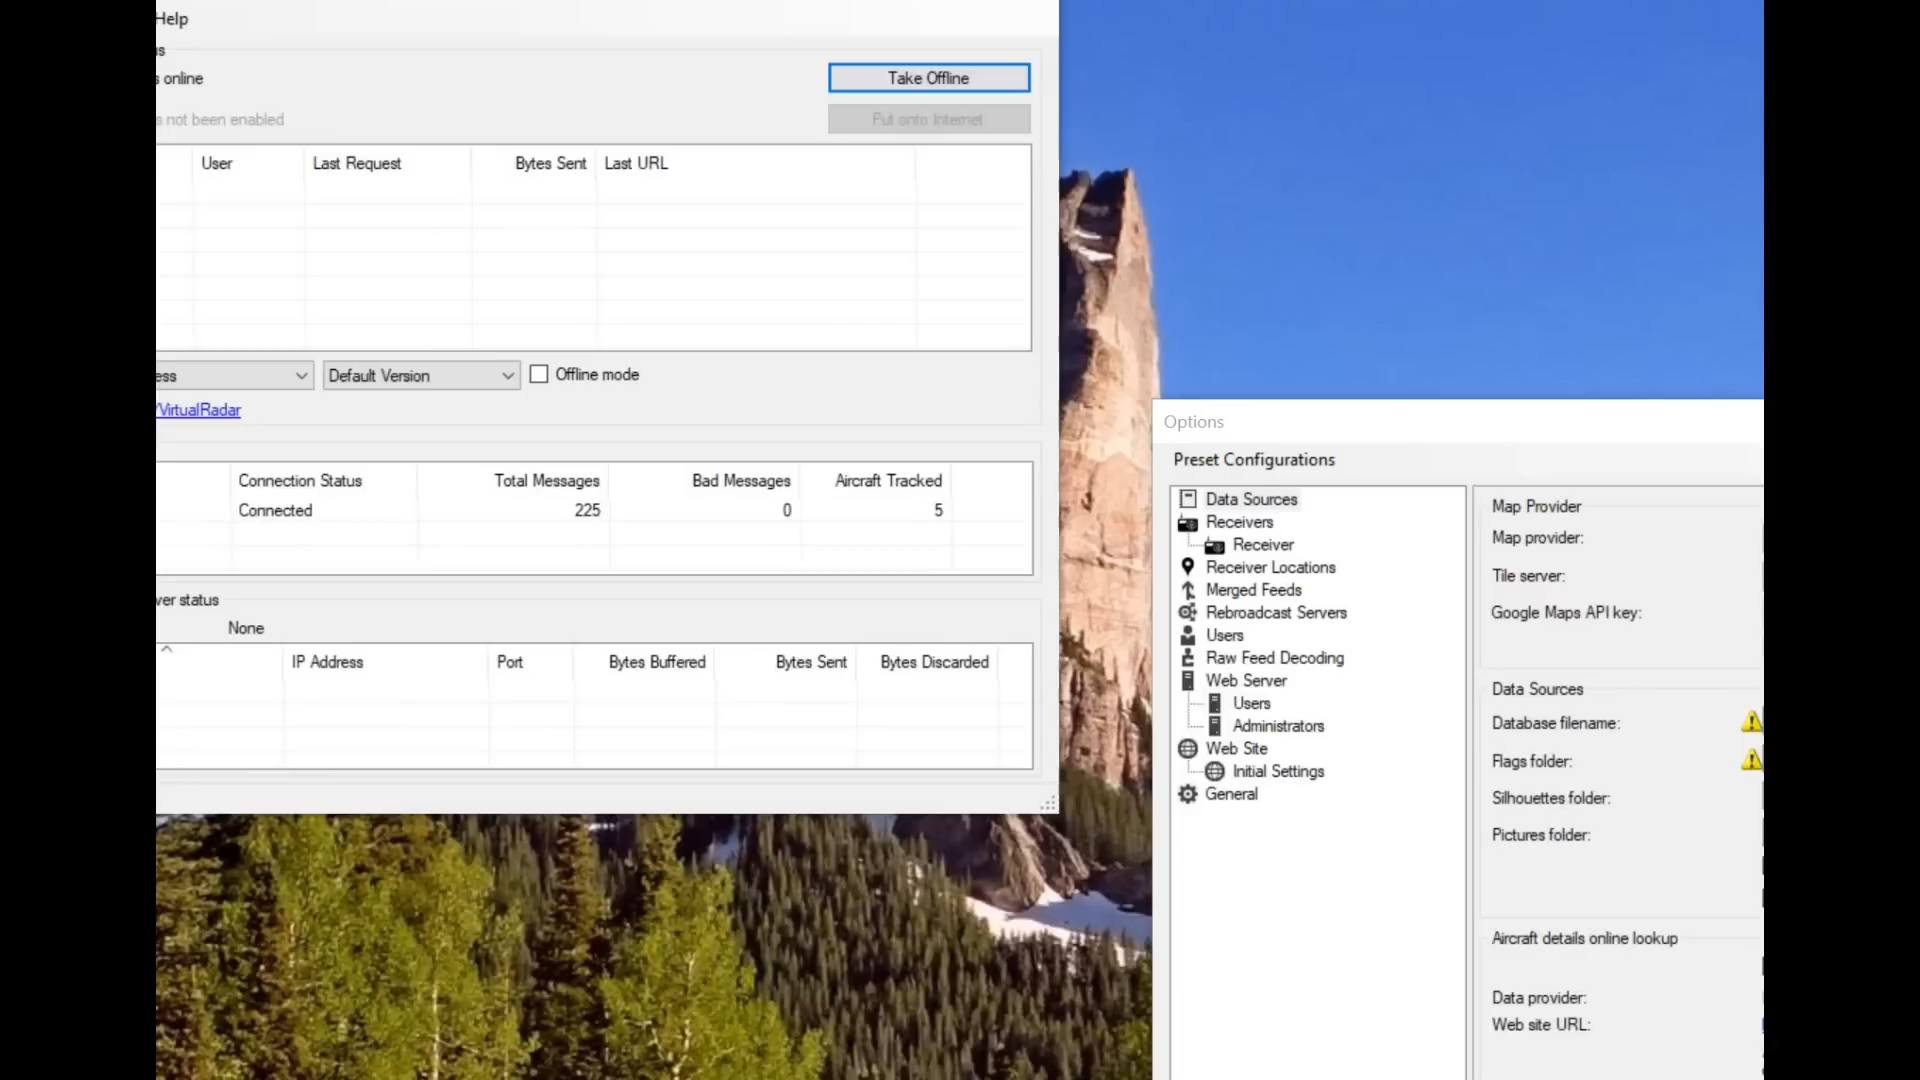 Help
us
s online
Take Offline
s not been enabled
Put onto Internet
User
Last Request
Bytes Sent
Last URL
ess
Default Version
Offline mode
/VirtualRadar
Connection Status
Total Messages
Bad Messages
Aircraft Tracked
Connected
225
0
5
ver status
None
IP Address
Port
Bytes Buffered
Bytes Sent
Bytes Discarded
Options
Preset Configurations
Data Sources
Receivers
Receiver
Receiver Locations
Merged Feeds
Rebroadcast Servers
Users
Raw Feed Decoding
Web Server
Users
Administrators
Web Site
Initial Settings
General
Map Provider
Map provider:
Tile server:
Google Maps API key:
Data Sources
Database filename:
Flags folder:
Silhouettes folder:
Pictures folder:
Aircraft details online lookup
Data provider:
Web site URL: